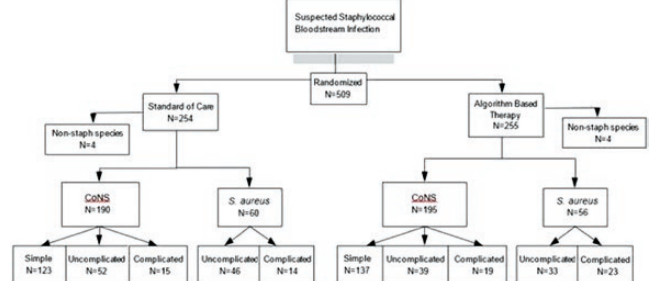 Suspected Staphylococcal
Bloodstream Infection
Randomized
N=509
Standard of Care
N=254
Algorithm Based
Therapy
N=255
Non-staph species
N=4
Non-staph species
N=4
CoNS
N=190
S. aureus
N=60
CoNS
N=195
S. aureus
N=56
Simple
N=123
Uncomplicated
N=52
Complicated
N=15
Uncomplicated
N=46
Complicated
N=14
Simple
N=137
Uncomplicated
N=39
Complicated
N=19
Uncomplicated
N=33
Complicated
N=23